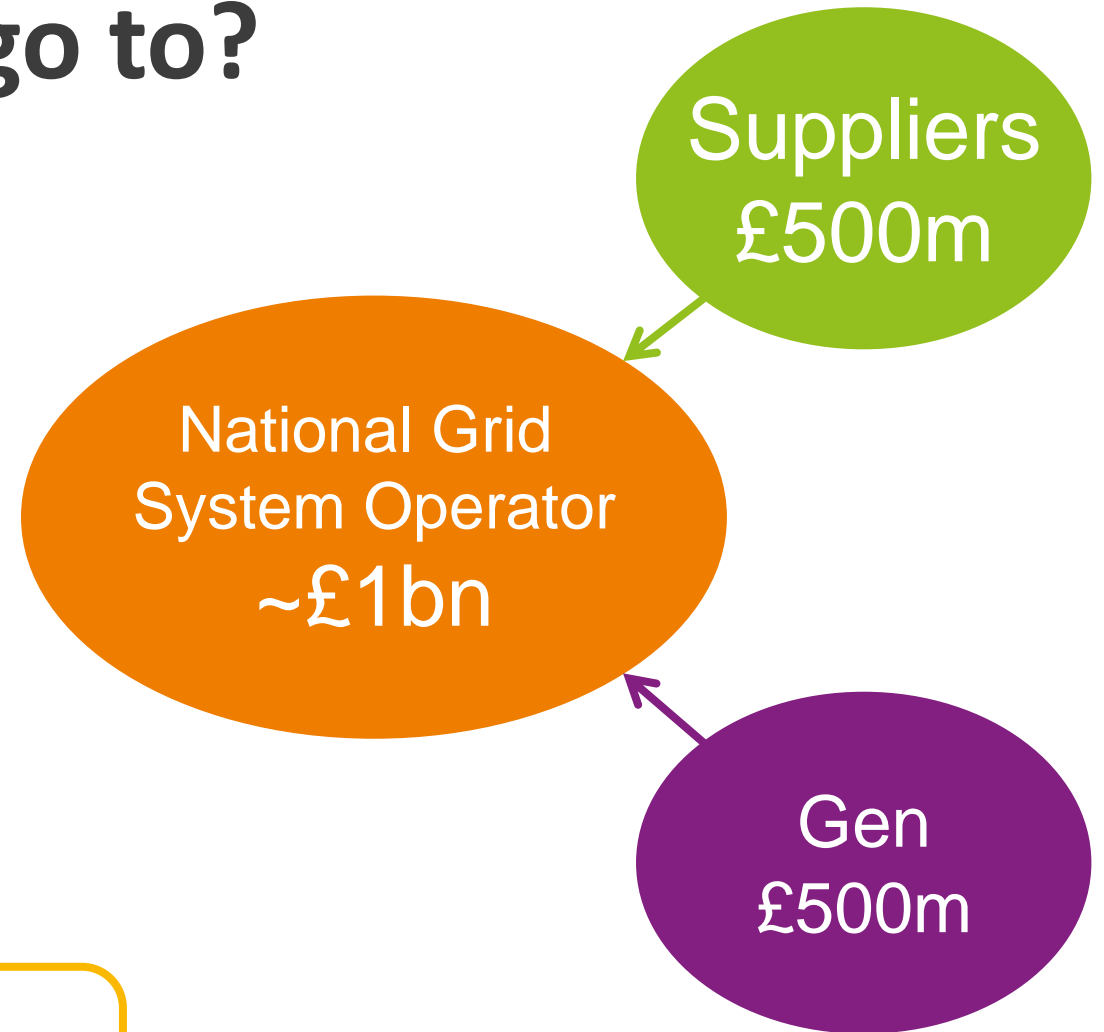 go to?
Suppliers
£500m
National Grid
System Operator
~£1bn
Gen
£500m